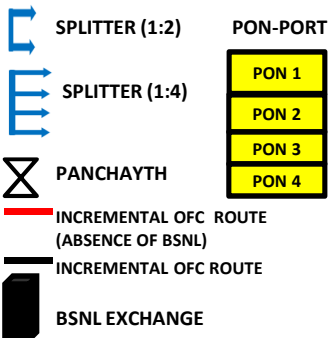 SPLITTER (1:2)
PON-PORT
SPLITTER (1:4)
PON 1
PON 2
PON 3
PON 4
PANCHAYTH
INCREMENTAL OFC ROUTE
(ABSENCE OF BSNL)
INCREMENTAL OFC ROUTE
BSNL EXCHANGE